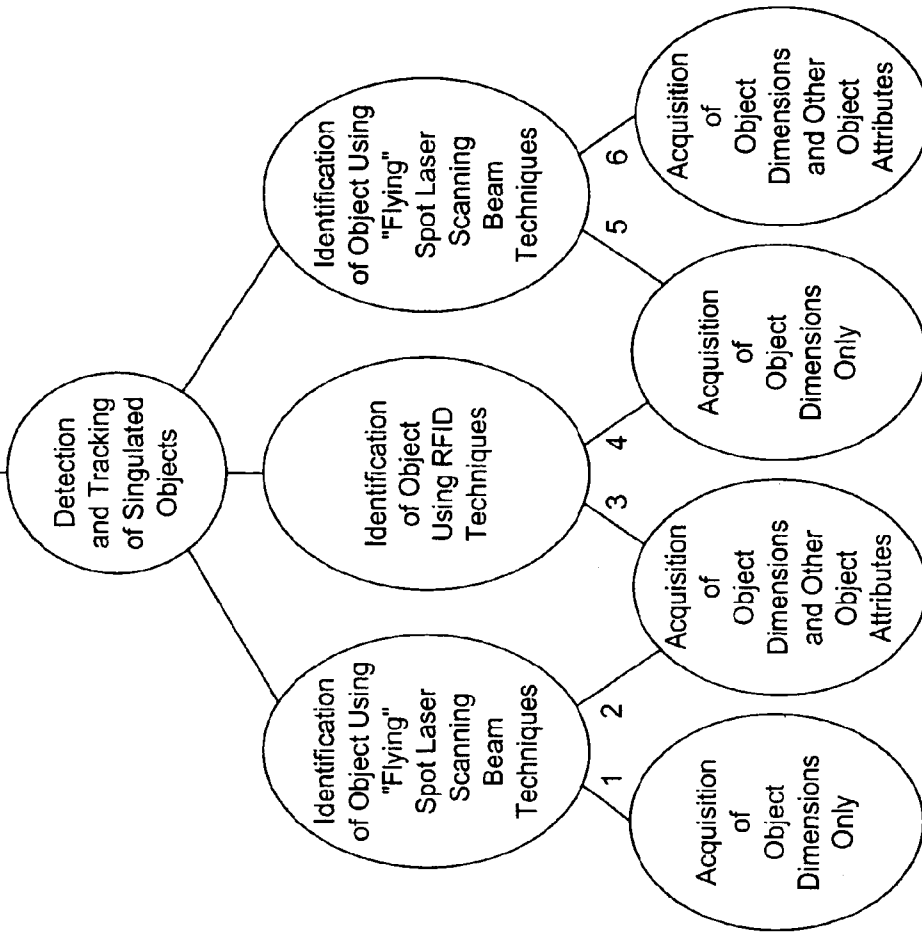 Detection
and Tracking
of Singulated
Objects
Identification
of Object Using
"Flying"
Spot Laser
Scanning
Beam
Techniques
Identification
of Object
Using RFID
Techniques
Identification
of Object Using
"Flying"
Spot Laser
Scanning
Beam
Techniques
1
2
3
4
5
6
Acquisition
of
Object
Dimensions
Only
Acquisition
of
Object
Dimensions
and Other
Object
Attributes
Acquisition
of
Object
Dimensions
Only
Acquisition
of
Object
Dimensions
and Other
Object
Attributes